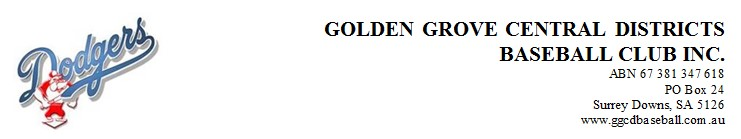 Dodgers
GOLDEN GROVE CENTRAL DISTRICTS
BASEBALL CLUB INC.
ABN 67 381 347 618
PO Box 24
Surrey Downs, SA 5126
www.ggcdbaseball.com.au